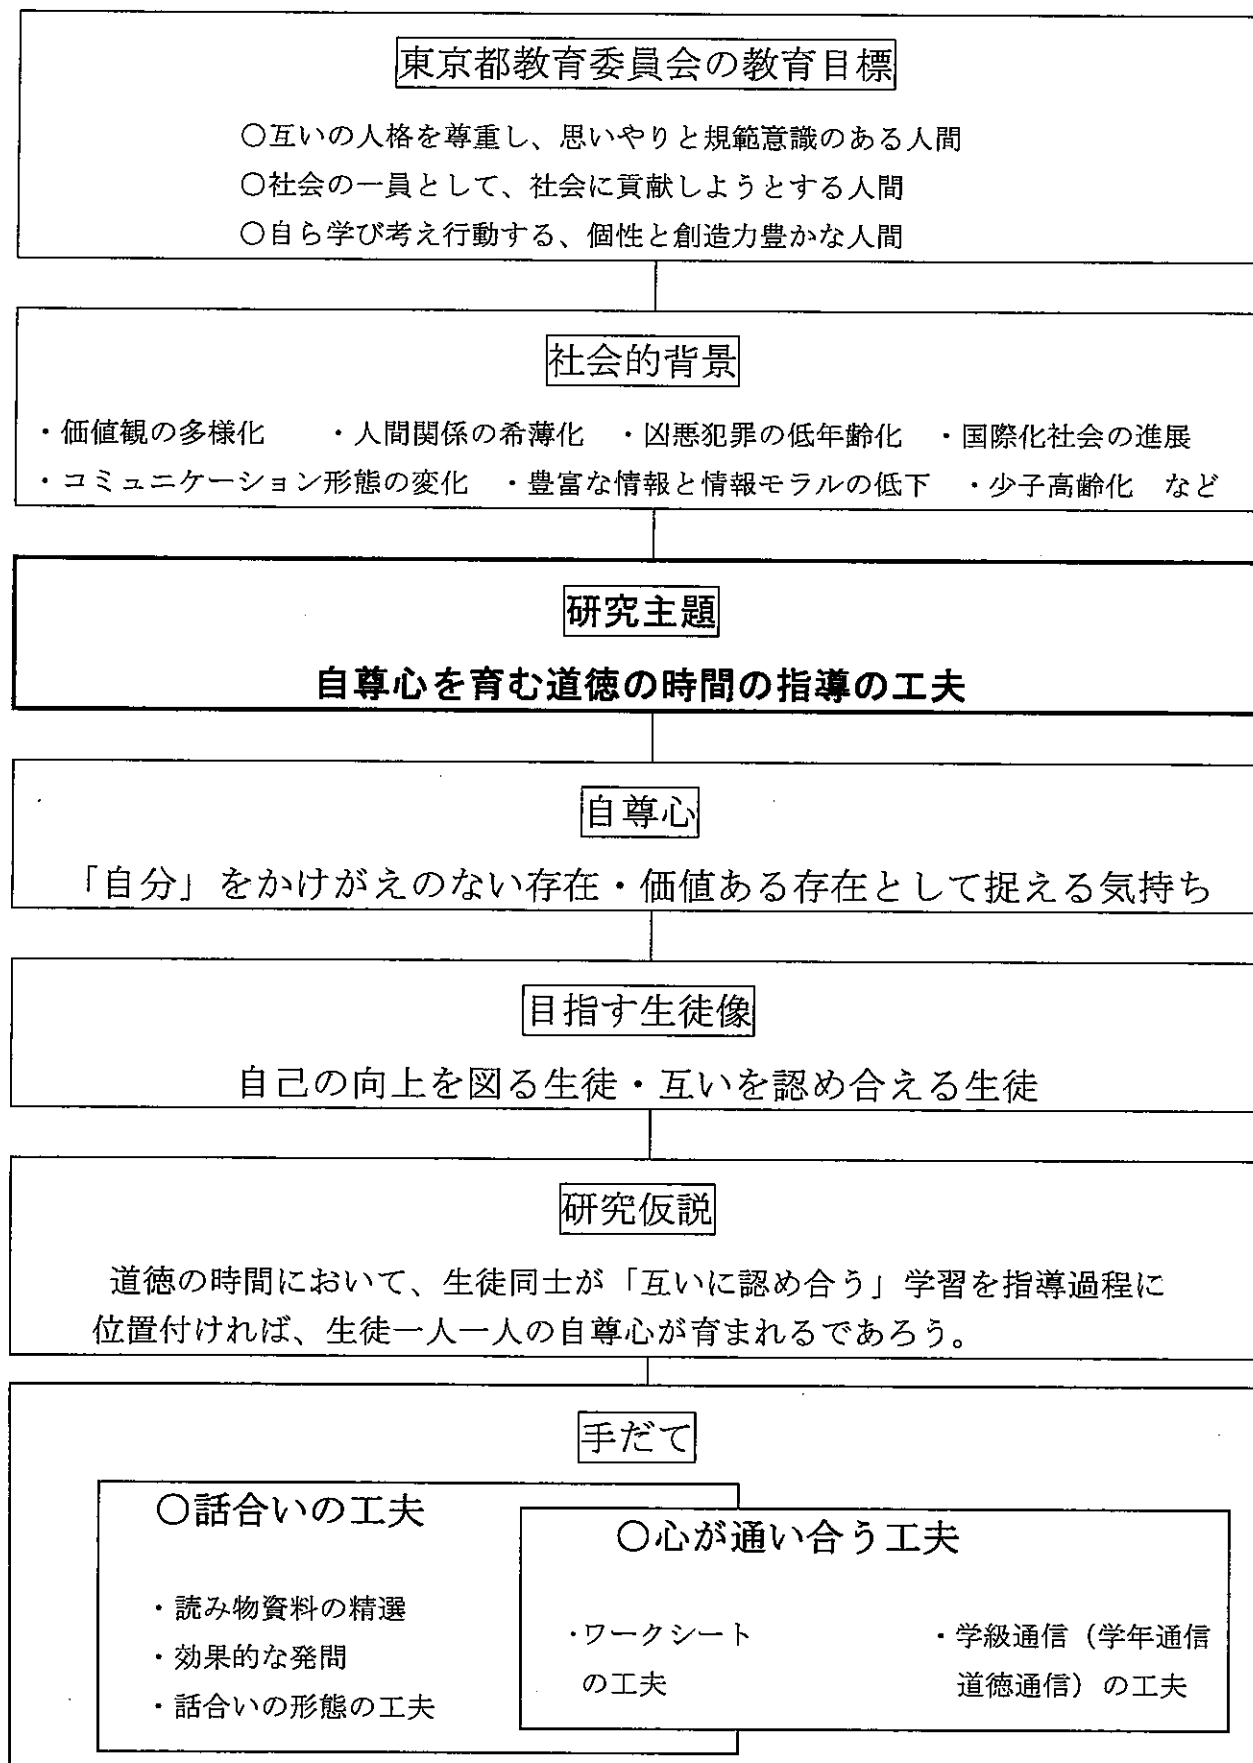 東京都教育委員会の教育目標
○互いの人格を尊重し、思いやりと規範意識のある人間
○社会の一員として、社会に貢献しようとする人間
○自ら学び考え行動する、個性と創造力豊かな人間
社会的背景
・価値観の多様化　・人間関係の希薄化　・凶悪犯罪の低年齢化　・国際化社会の進展
・コミュニケーション形態の変化　・豊富な情報と情報モラルの低下　・少子高齢化　など
研究主題
自尊心を育む道徳の時間の指導の工夫
自尊心
「自分」をかけがえのない存在・価値ある存在として捉える気持ち
目指す生徒像
自己の向上を図る生徒・互いを認め合える生徒
研究仮説
道徳の時間において、生徒同士が「互いに認め合う」学習を指導過程に
位置付ければ、生徒一人一人の自尊心が育まれるであろう。
手だて
○話合いの工夫
・読み物資料の精選
・効果的な発問
・話合いの形態の工夫
○心が通い合う工夫
・ワークシート
の工夫
・学級通信（学年通信
道徳通信）の工夫